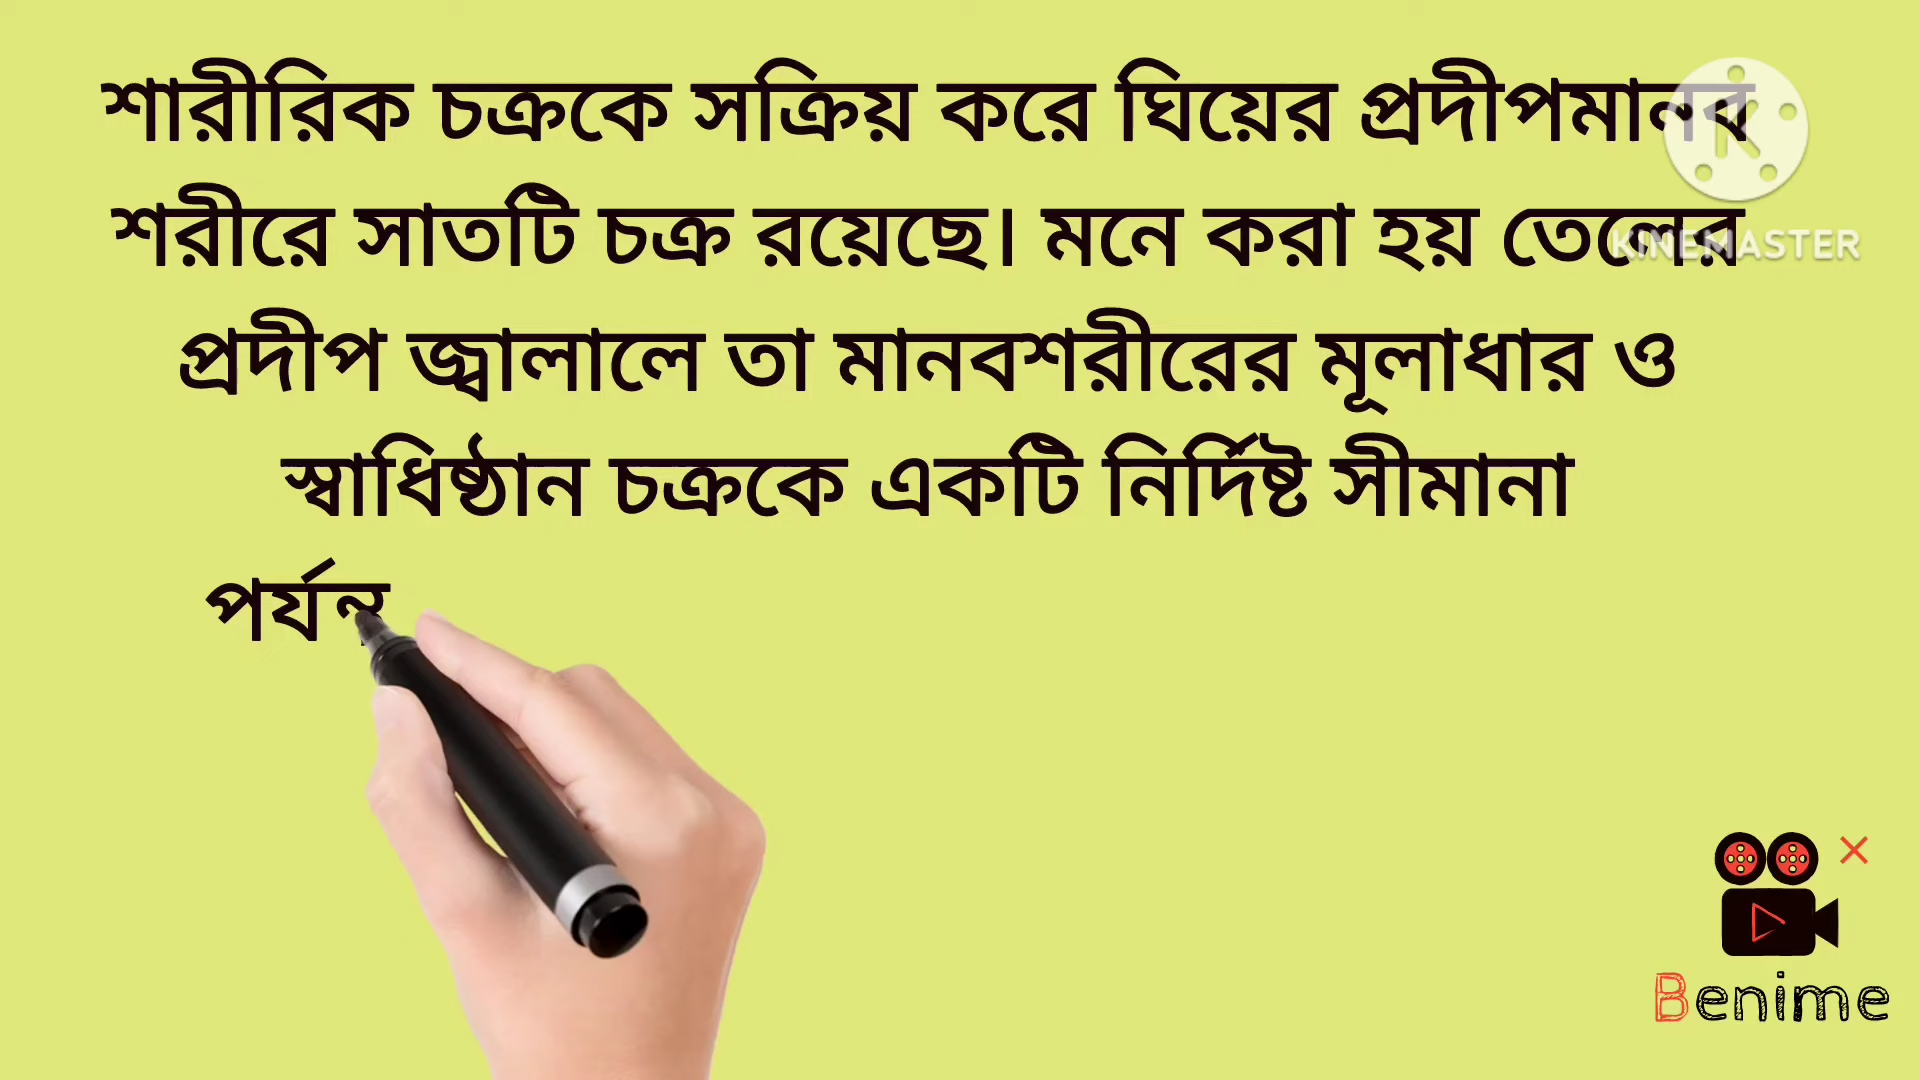 শারীরিক চক্রকে সক্রিয় করে ঘিয়ের প্রদীপমানব
শরীরে সাতটি চক্র রয়েছে। মনে করা হয় তেলের
প্রদীপ জ্বালালে তা মানবশরীরের মূলাধার ও
স্বাধিষ্ঠান চক্রকে একটি নির্দিষ্ট সীমানা
পর্যন্ত
KINEMASTER
Benime